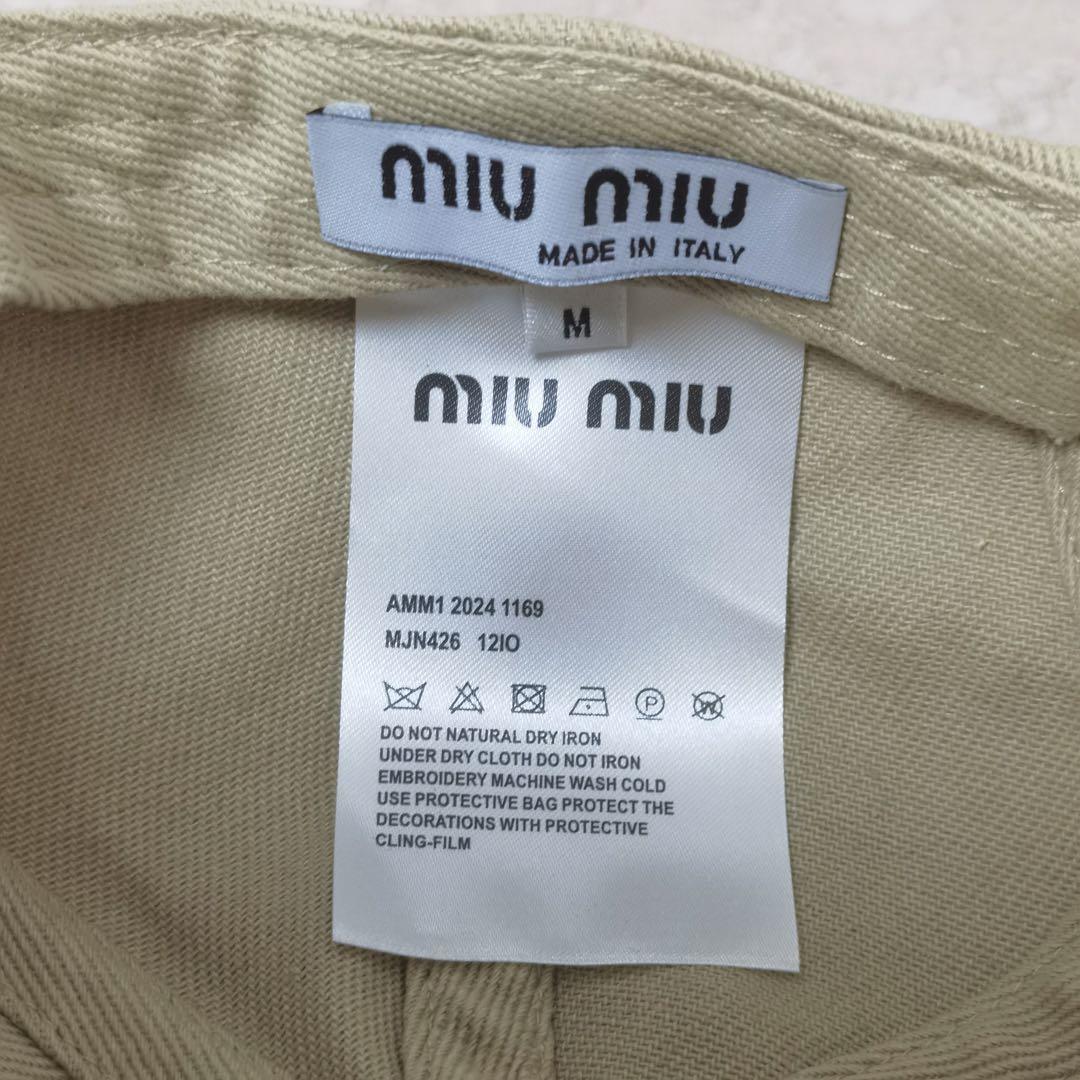 MIU MIU
MADE IN ITALY
M
MIU MIU
AMM1 2024 1169
MJN426 12IO
P W
DO NOT NATURAL DRY IRON
UNDER DRY CLOTH DO NOT IRON
EMBROIDERY MACHINE WASH COLD
USE PROTECTIVE BAG PROTECT THE
DECORATIONS WITH PROTECTIVE
CLING-FILM